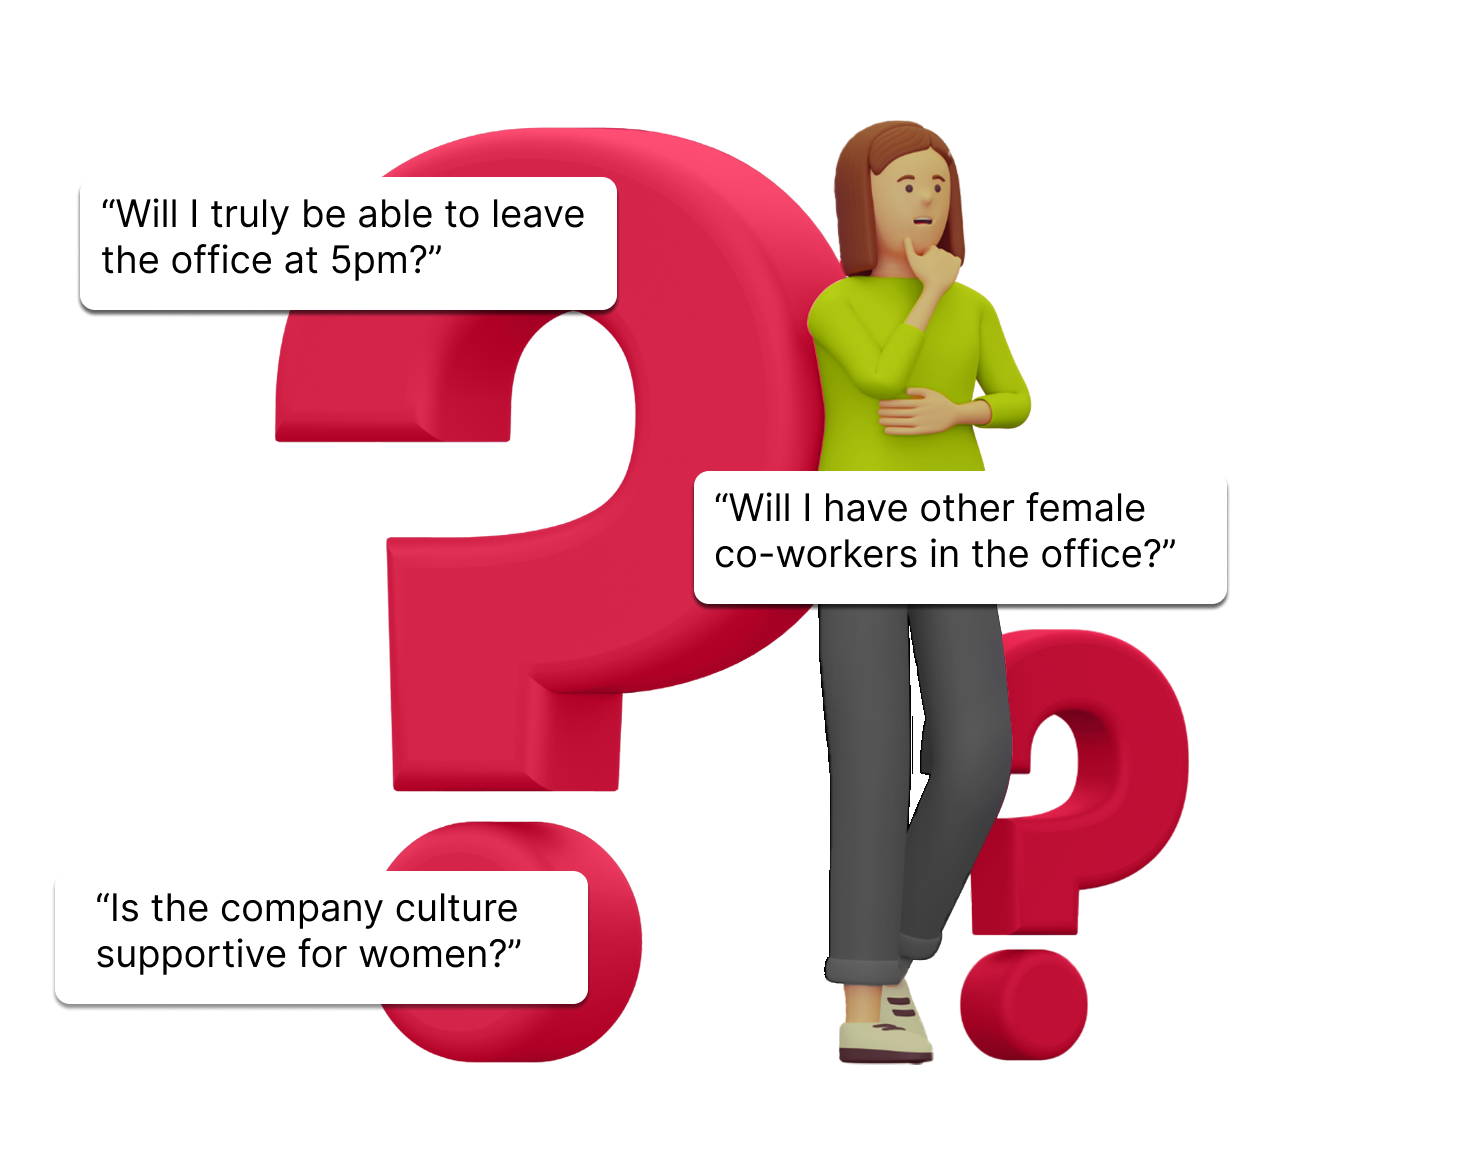 “Will I truly be able to leave
the office at 5pm?”
“Will I have other female
co-workers in the office?”
“Is the company culture
supportive for women?”